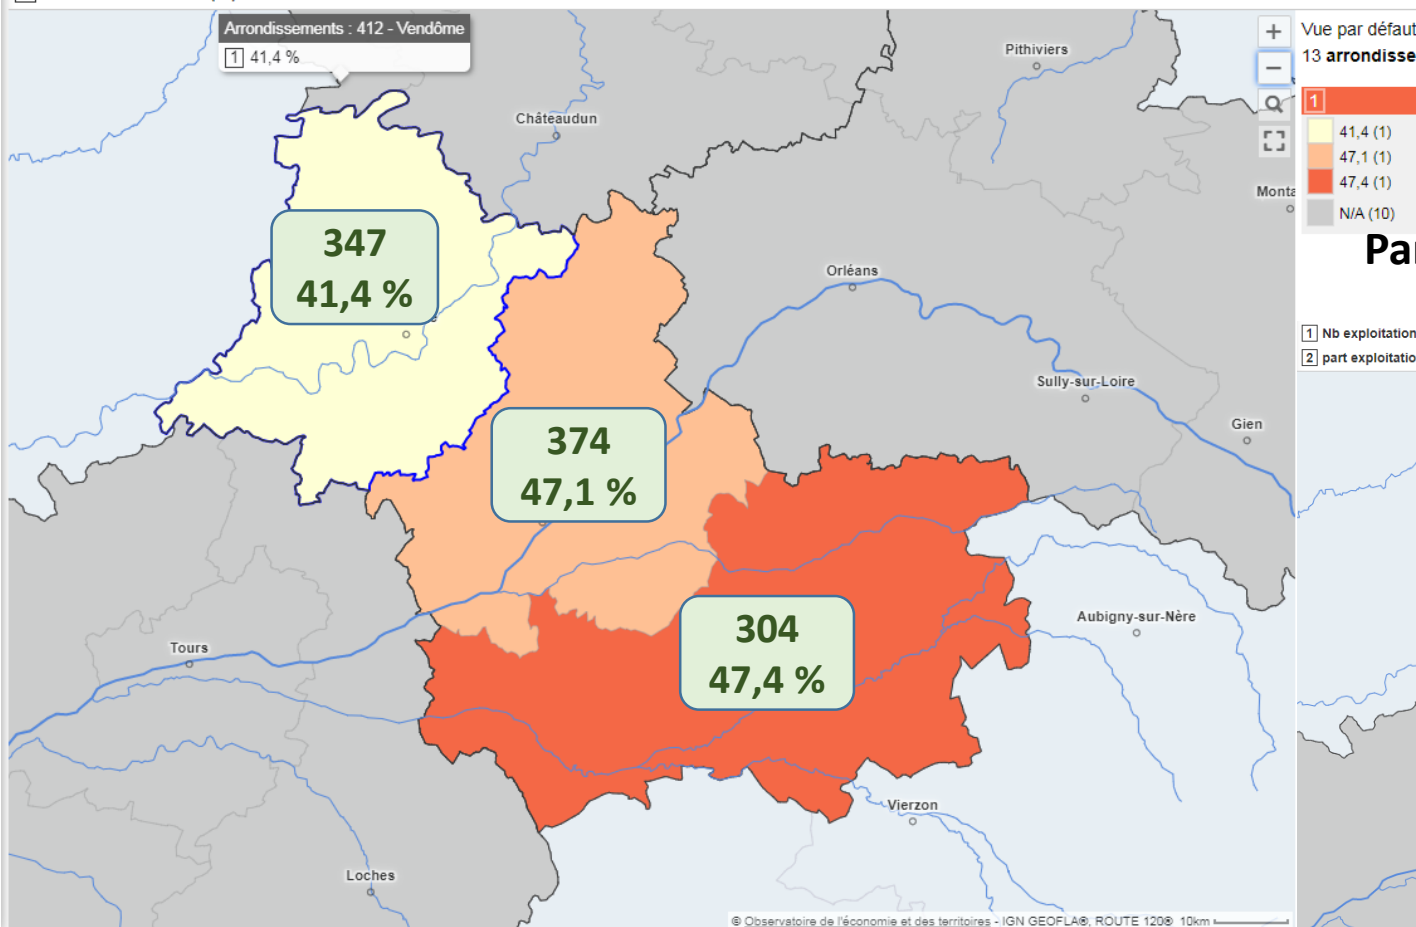 Arrondissements : 412 - Vendôme
1 41,4 %
Pithiviers
Châteaudun
347
41,4 %
Orléans
Sully-sur-Loire
Gien
374
47,1 %
304
47,4 %
Aubigny-sur-Nère
Tours
Vierzon
Loches
© Observatoire de l'économie et des territoires - IGN GEOFLA®, ROUTE 120® 10km
+
−
Vue par défaut
13 arrondisse
1
41,4 (1)
47,1 (1)
47,4 (1)
N/A (10)
Monta
Par
1 Nb exploitation
2 part exploitatio